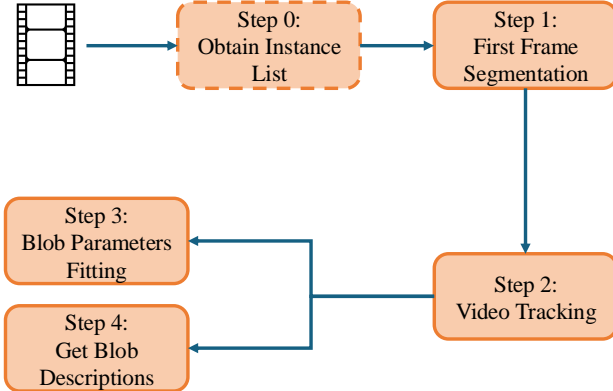 Step 0:
Obtain Instance
List
Step 1:
First Frame
Segmentation
Step 2:
Video Tracking
Step 3:
Blob Parameters
Fitting
Step 4:
Get Blob
Descriptions